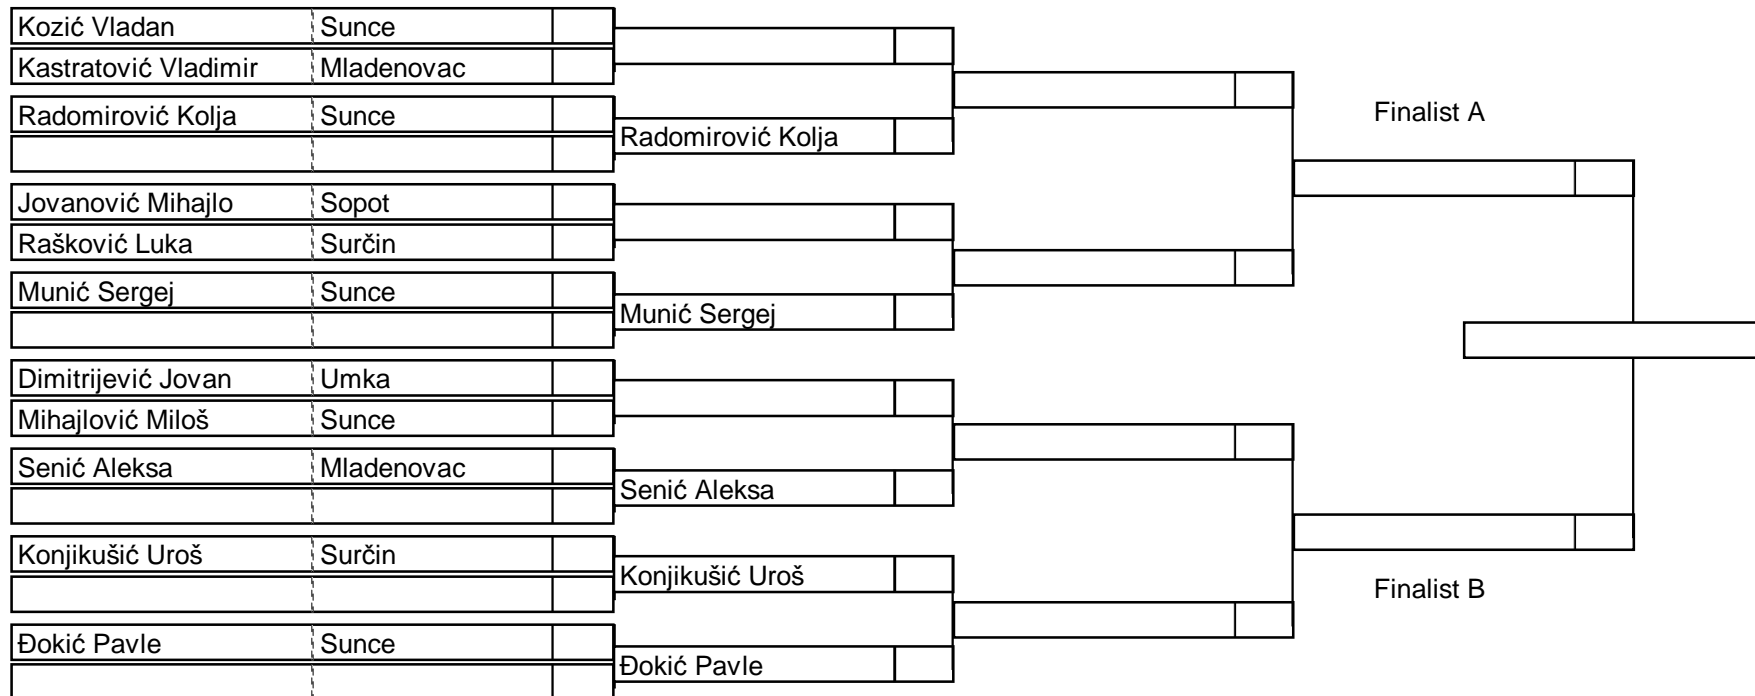 Kozić Vladan Sunce
Kastratović Vladimir Mladenovac
Radomirović Kolja Sunce
Finalist A
Radomirović Kolja
Jovanović Mihajlo Sopot
Rašković Luka Surčin
Munić Sergej Sunce
Munić Sergej
Dimitrijević Jovan Umka
Mihajlović Miloš Sunce
Senić Aleksa Mladenovac
Senić Aleksa
Konjikušić Uroš Surčin
Konjikušić Uroš
Finalist B
Đokić Pavle Sunce
Đokić Pavle